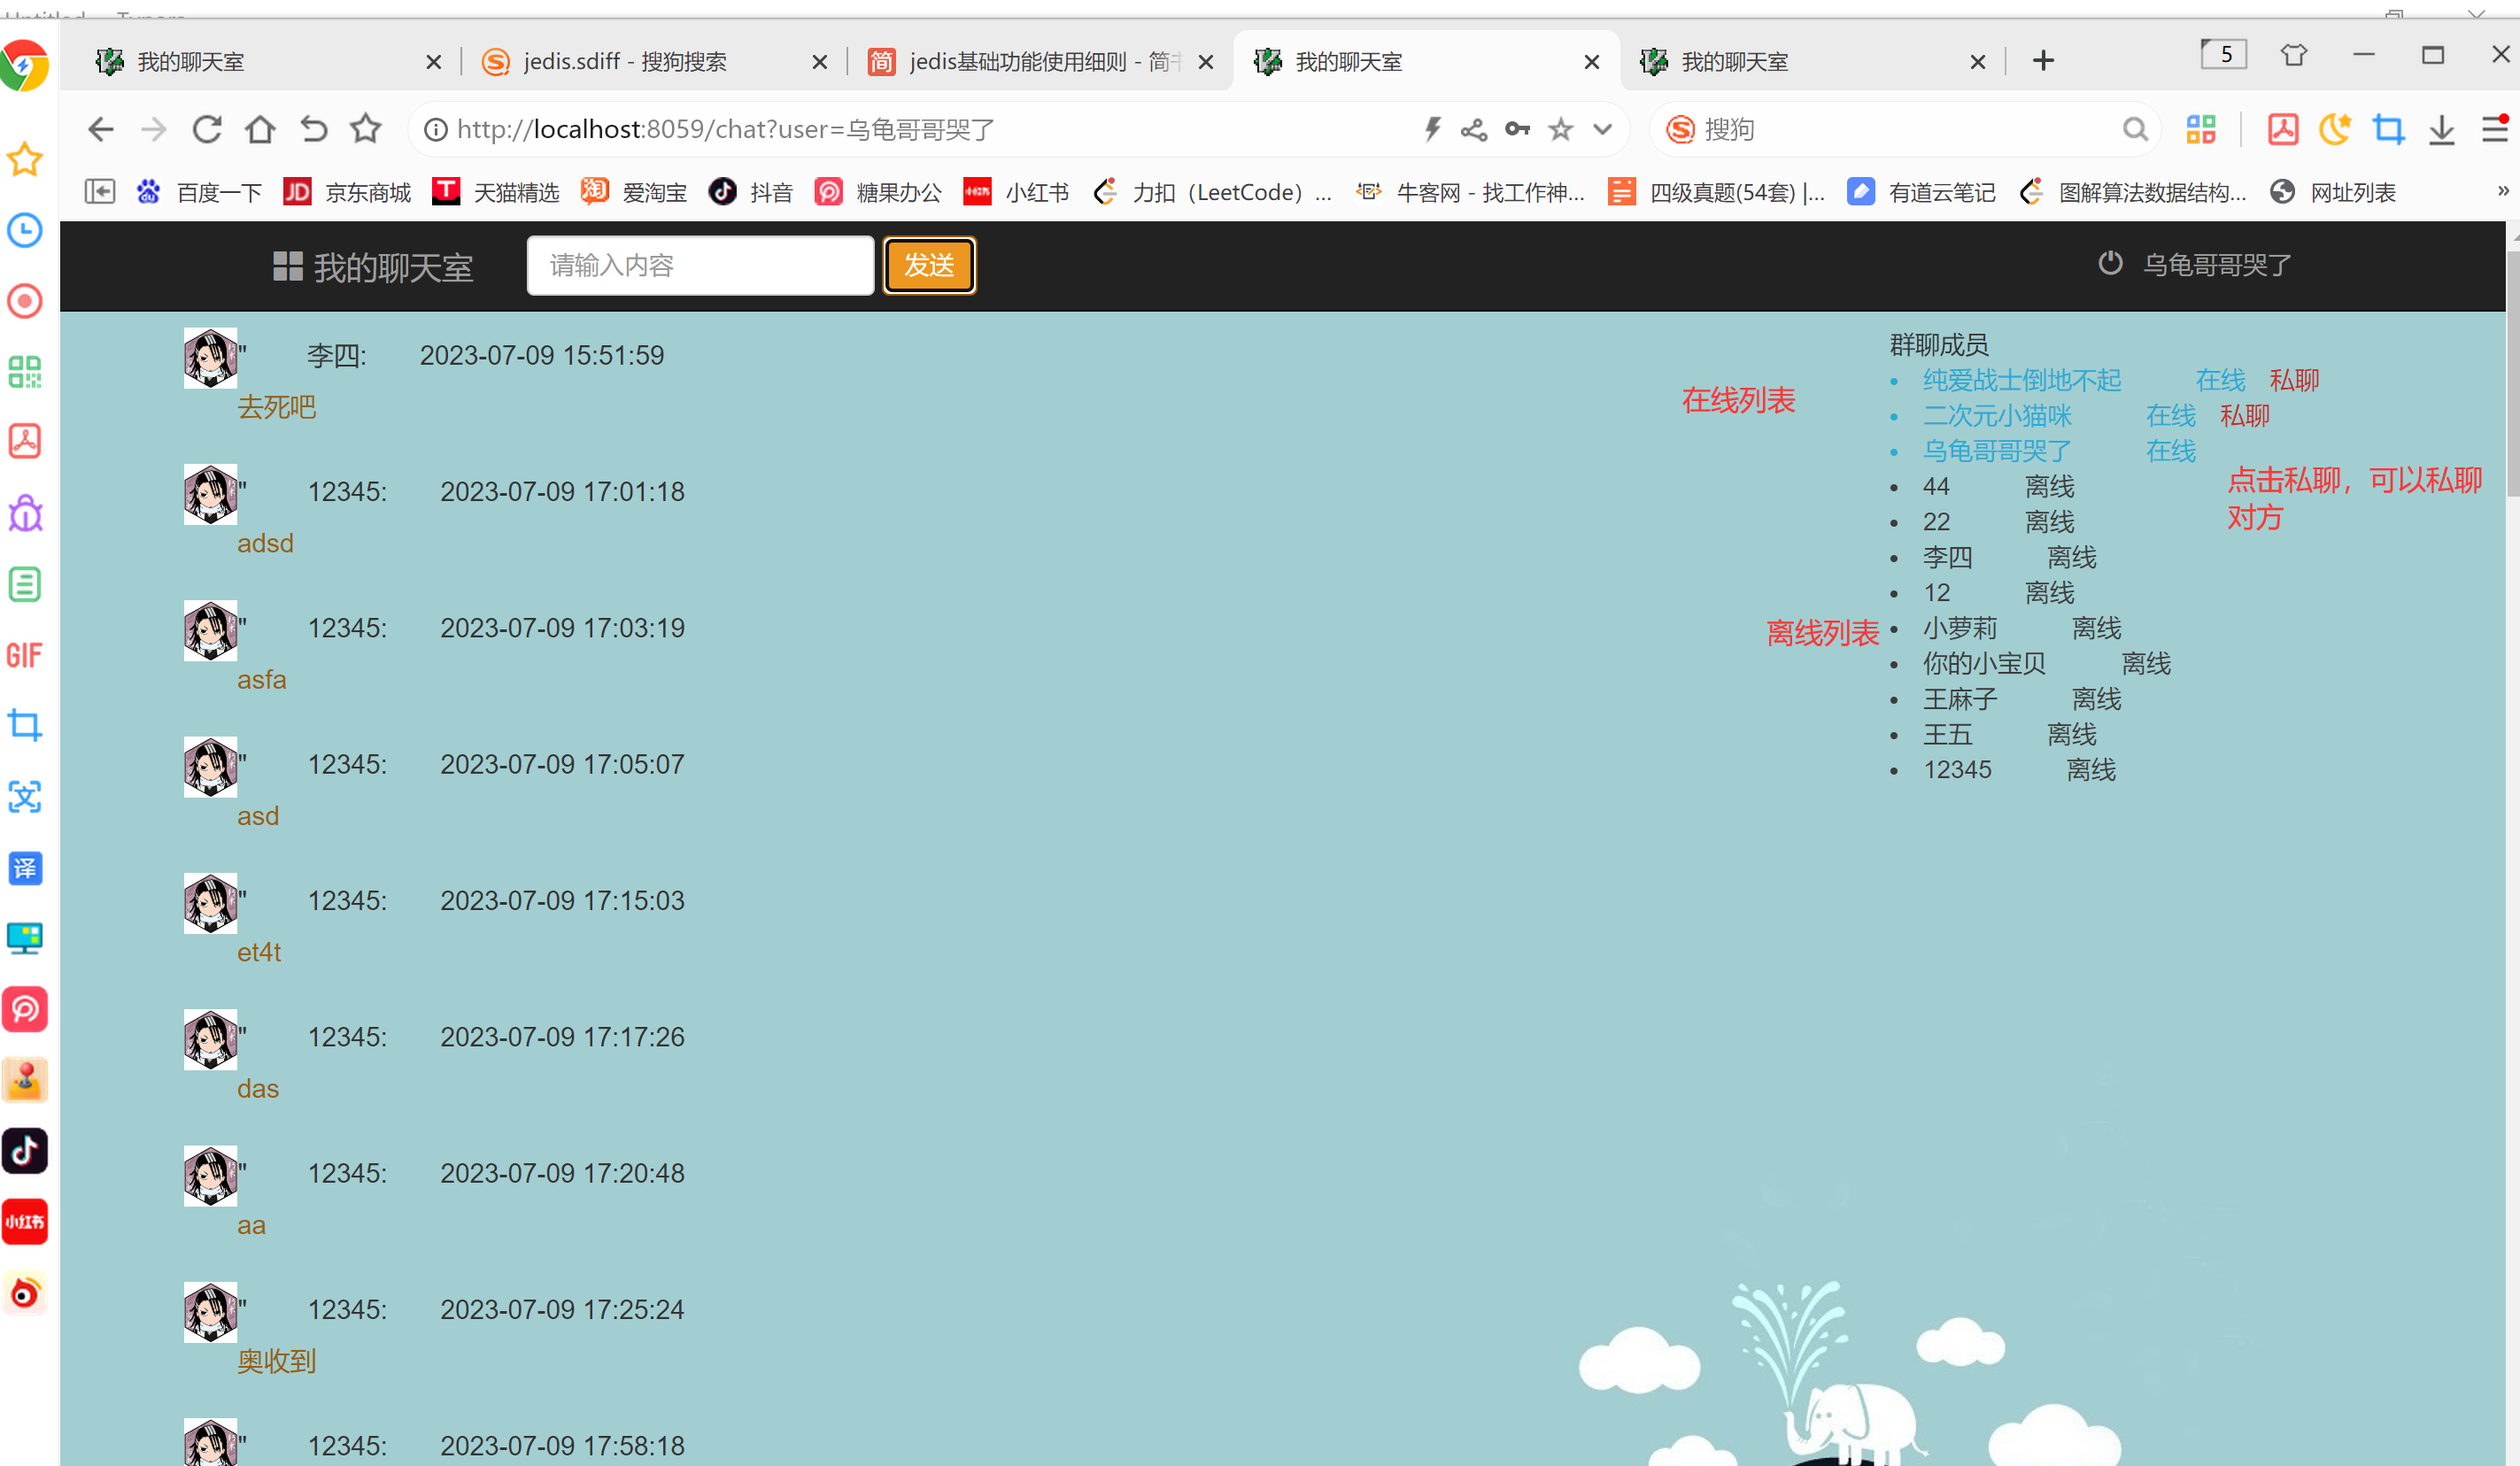 我的聊天室
jedis.sdiff - 搜狗搜索
简 jedis基础功能使用细则 - 简
我的聊天室
我的聊天室
5
http://localhost:8059/chat?user=乌龟哥哥哭了
搜狗
百度一下
JD 京东商城
T 天猫精选
淘 爱淘宝
抖音
糖果办公
小红书 小红书
力扣（LeetCode）...
牛客网 - 找工作神...
四级真题(54套) |...
有道云笔记
图解算法数据结构...
网址列表
»
GIF
文
译
小红书
我的聊天室
请输入内容
发送
乌龟哥哥哭了
" 李四: 2023-07-09 15:51:59
去死吧
" 12345: 2023-07-09 17:01:18
adsd
" 12345: 2023-07-09 17:03:19
asfa
" 12345: 2023-07-09 17:05:07
asd
" 12345: 2023-07-09 17:15:03
et4t
" 12345: 2023-07-09 17:17:26
das
" 12345: 2023-07-09 17:20:48
aa
" 12345: 2023-07-09 17:25:24
奥收到
" 12345: 2023-07-09 17:58:18
在线列表
离线列表
群聊成员
• 纯爱战士倒地不起 在线 私聊
• 二次元小猫咪 在线 私聊
• 乌龟哥哥哭了 在线
• 44 离线
• 22 离线
• 李四 离线
• 12 离线
• 小萝莉 离线
• 你的小宝贝 离线
• 王麻子 离线
• 王五 离线
• 12345 离线
点击私聊，可以私聊
对方